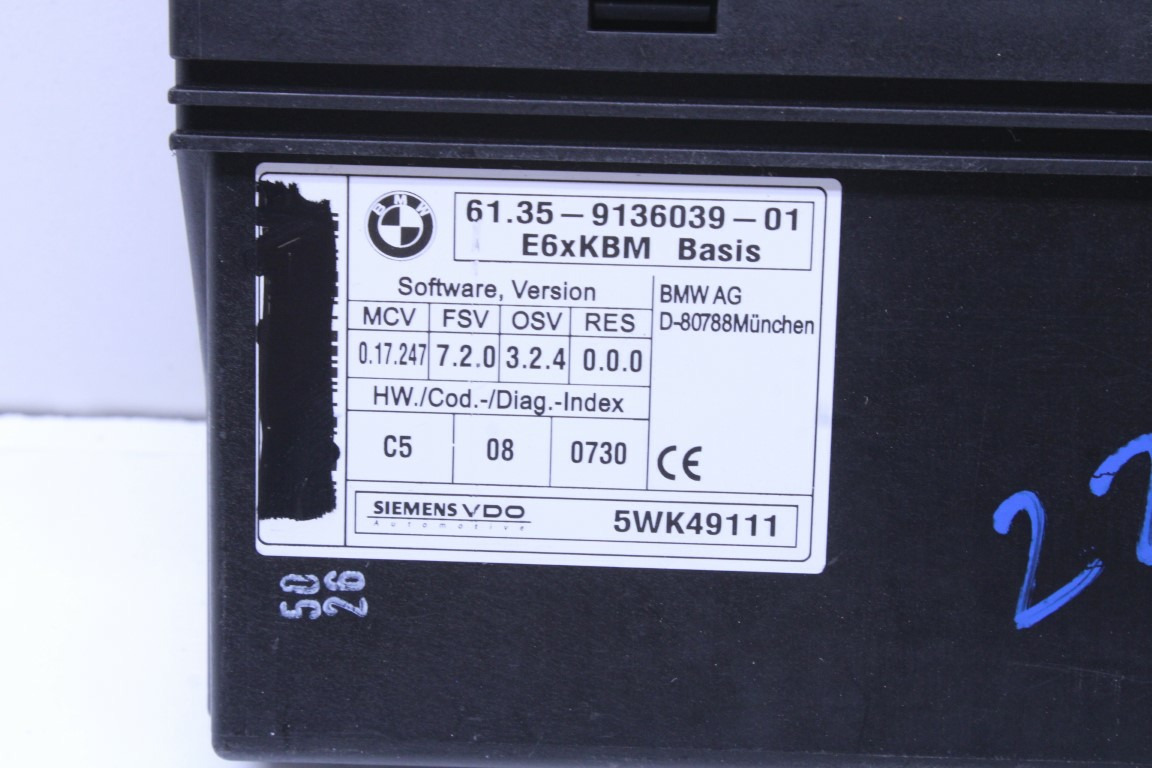 BMW
61.35-9136039-01
E6xKBM Basis
Software, Version
BMW AG
D-80788München
MCV FSV OSV RES
0.17.247 7.2.0 3.2.4 0.0.0
HW./Cod.-/Diag.-Index
C5 08 0730
CE
SIEMENS VDO
Automotive
5WK49111
50
26
22